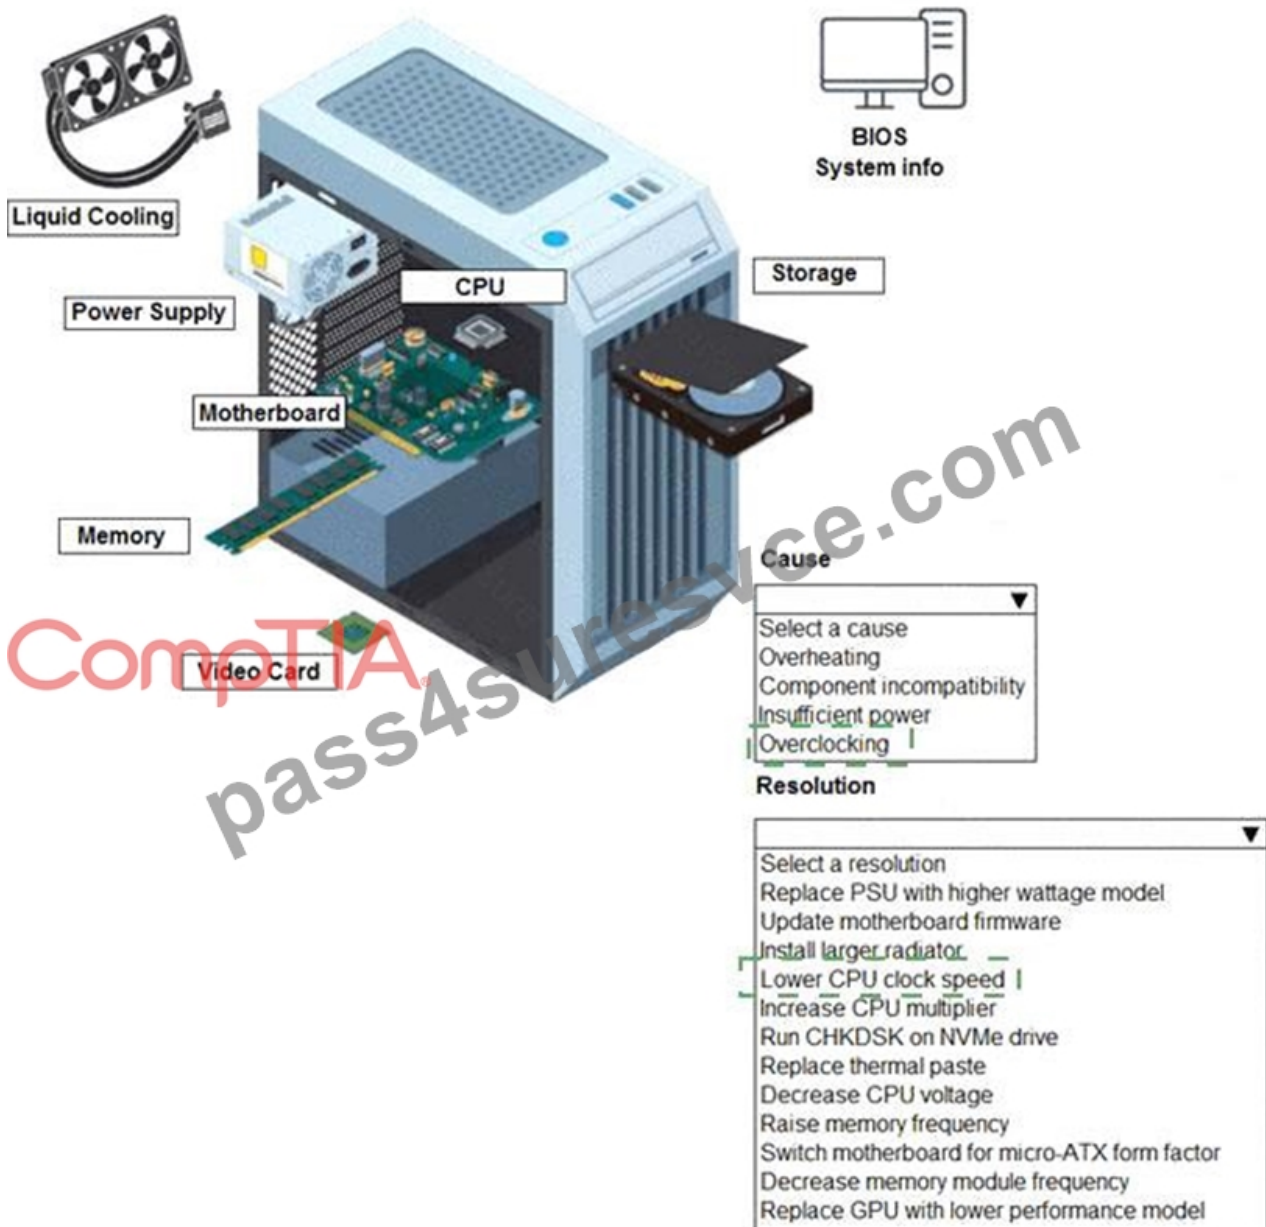 BIOS
System info
Liquid Cooling
Storage
CPU
Power Supply
Motherboard
Memory
Video Card
CompTIA.
pass4suresvce.com
Cause
▼
Select a cause
Overheating
Component incompatibility
Insufficient power
Overclocking
Resolution
▼
Select a resolution
Replace PSU with higher wattage model
Update motherboard firmware
Install larger radiator
Lower CPU clock speed
Increase CPU multiplier
Run CHKDSK on NVMe drive
Replace thermal paste
Decrease CPU voltage
Raise memory frequency
Switch motherboard for micro-ATX form factor
Decrease memory module frequency
Replace GPU with lower performance model